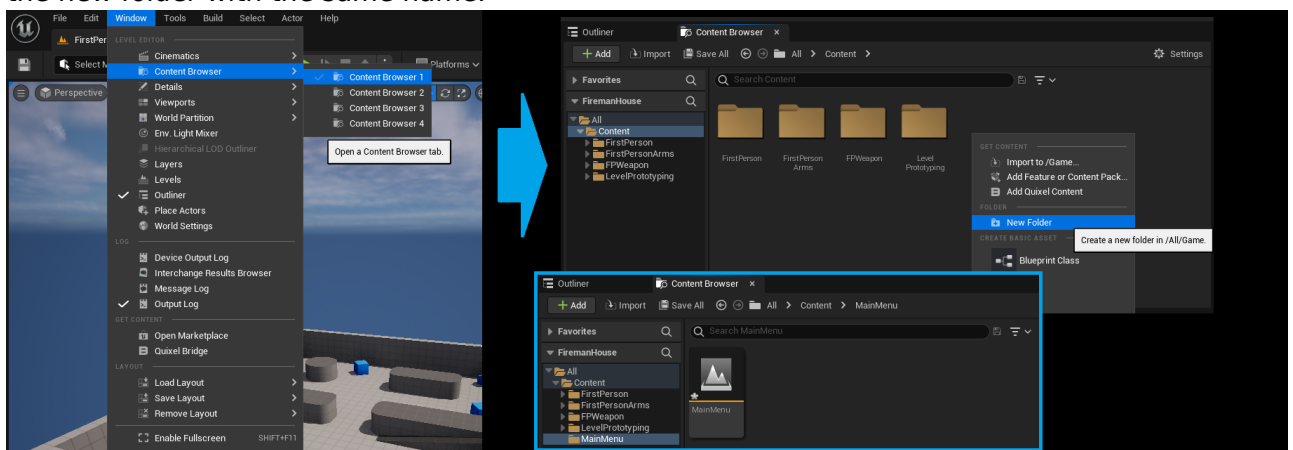 the new folder with the same name.
File Edit Window Tools Build Select Actor Help
FirstPer
Select M
Platforms
Perspective
LEVEL EDITOR
Cinematics
Content Browser
Details
Viewports
World Partition
Env. Light Mixer
Hierarchical LOD Outliner
Layers
Levels
Outliner
Place Actors
World Settings
LOG
Device Output Log
Interchange Results Browser
Message Log
Output Log
GET CONTENT
Open Marketplace
Quixel Bridge
LAYOUT
Load Layout
Save Layout
Remove Layout
Enable Fullscreen SHIFT+F11
Content Browser 1
Content Browser 2
Content Browser 3
Content Browser 4
Open a Content Browser tab.
Outliner Content Browser
Add Import Save All All Content Settings
Favorites Search Content
FiremanHouse
All
Content
FirstPerson
FirstPersonArms
FPWeapon
LevelPrototyping
FirstPerson
FirstPerson
Arms
FPWeapon
Level
Prototyping
GET CONTENT
Import to /Game...
Add Feature or Content Pack...
Add Quixel Content
FOLDER
New Folder
Create a new folder in /All/Game.
CREATE BASIC ASSET
Blueprint Class
Outliner Content Browser
Add Import Save All All Content MainMenu
Favorites Search MainMenu
FiremanHouse
All
Content
FirstPerson
FirstPersonArms
FPWeapon
LevelPrototyping
MainMenu
MainMenu